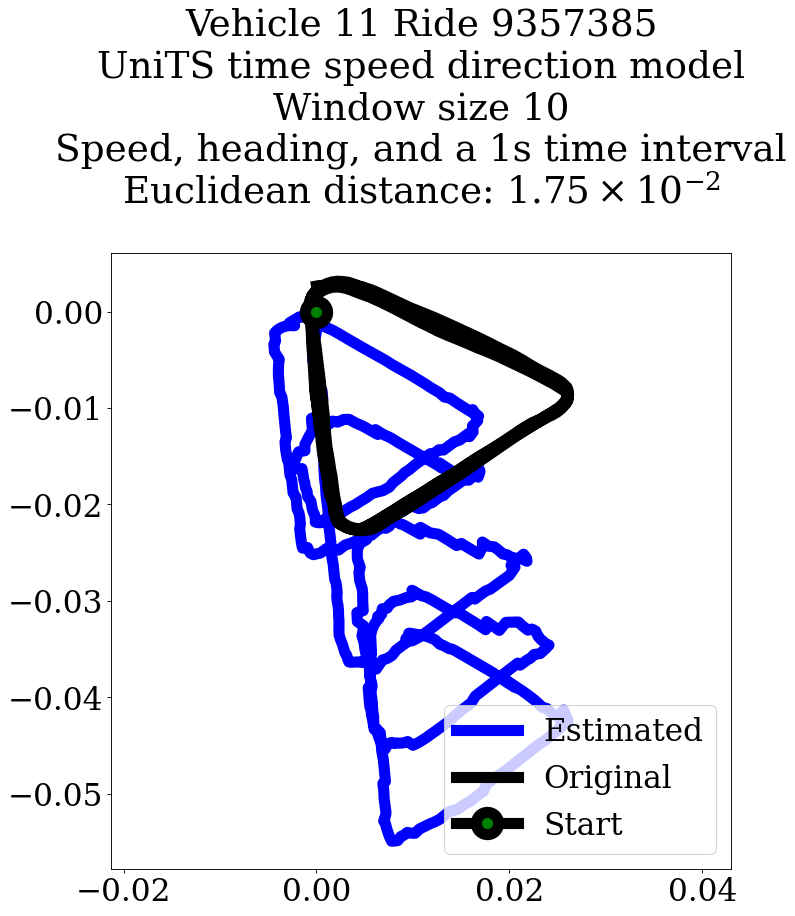 Vehicle 11 Ride 9357385
UniTS time speed direction model
Window size 10
Speed, heading, and a 1s time interval
Euclidean distance: 1.75 × 10⁻²
0.00
−0.01
−0.02
−0.03
−0.04
−0.05
−0.02
0.00
0.02
0.04
Estimated
Original
Start